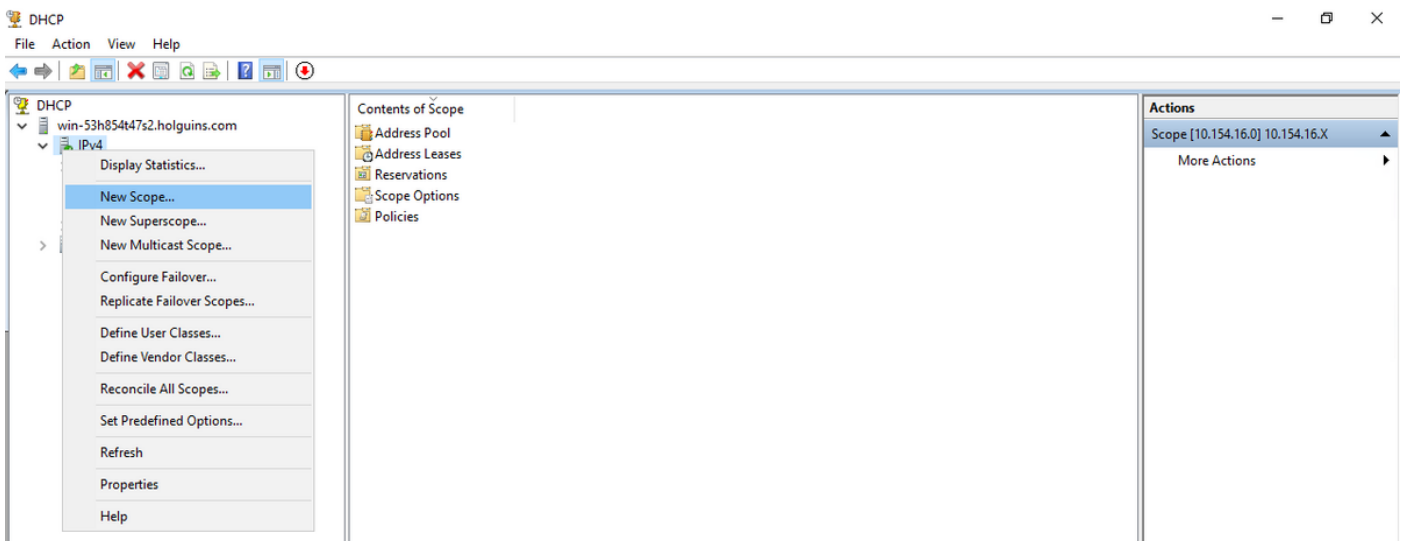 DHCP
File Action View Help
DHCP
win-53h854t47s2.holguins.com
IPv4
Display Statistics...
New Scope...
New Superscope...
New Multicast Scope...
Configure Failover...
Replicate Failover Scopes...
Define User Classes...
Define Vendor Classes...
Reconcile All Scopes...
Set Predefined Options...
Refresh
Properties
Help
Contents of Scope
Address Pool
Address Leases
Reservations
Scope Options
Policies
Actions
Scope [10.154.16.0] 10.154.16.X
More Actions